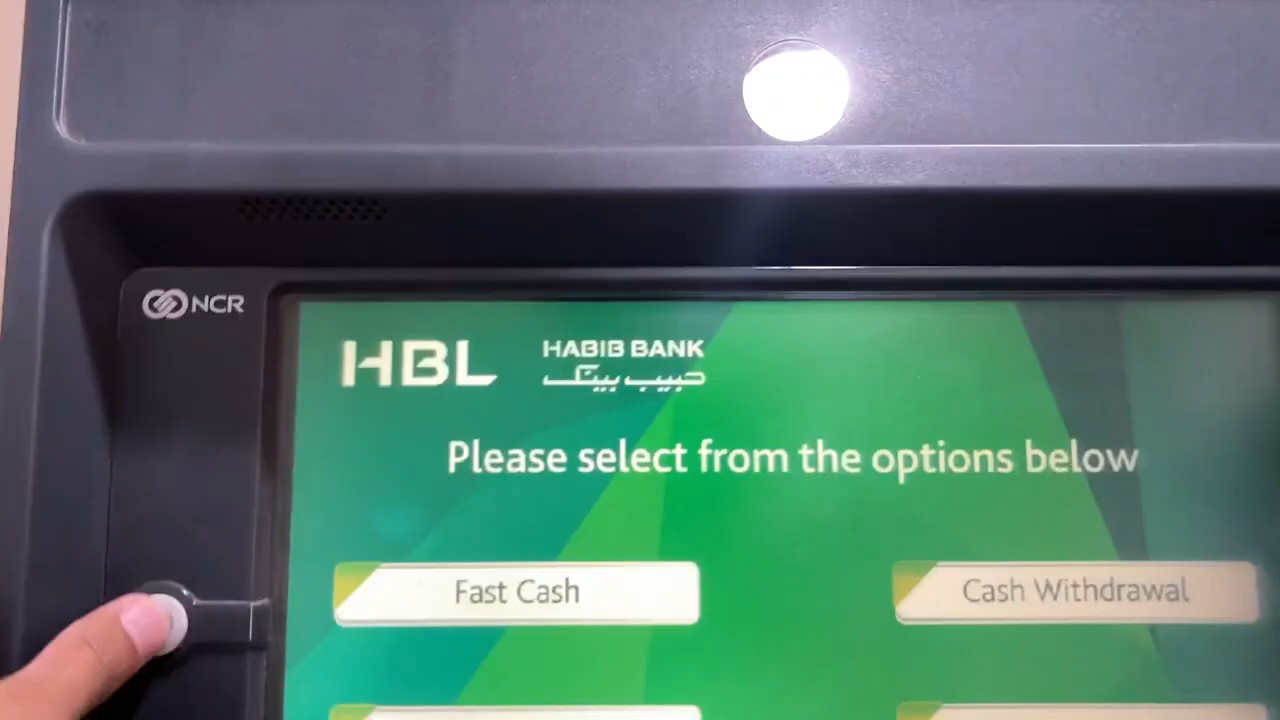 NCR
HBL
HABIB BANK
حبیب بینک
Please select from the options below
Fast Cash
Cash Withdrawal